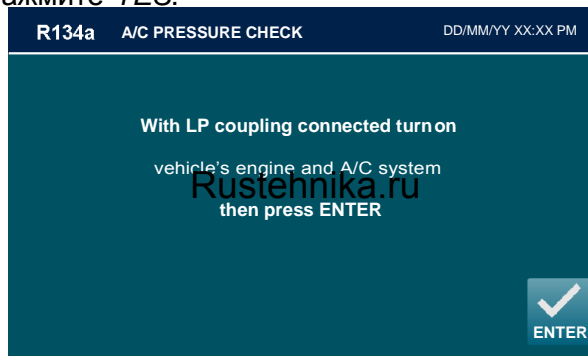 ажмите YES.
R134a A/C PRESSURE CHECK DD/MM/YY XX:XX PM
With LP coupling connected turn on
vehicle's engine and A/C system
Rustehnika.ru
then press ENTER
ENTER